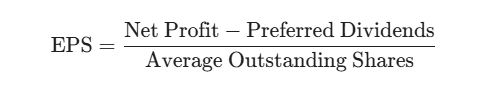 EPS = Net Profit − Preferred Dividends
Average Outstanding Shares